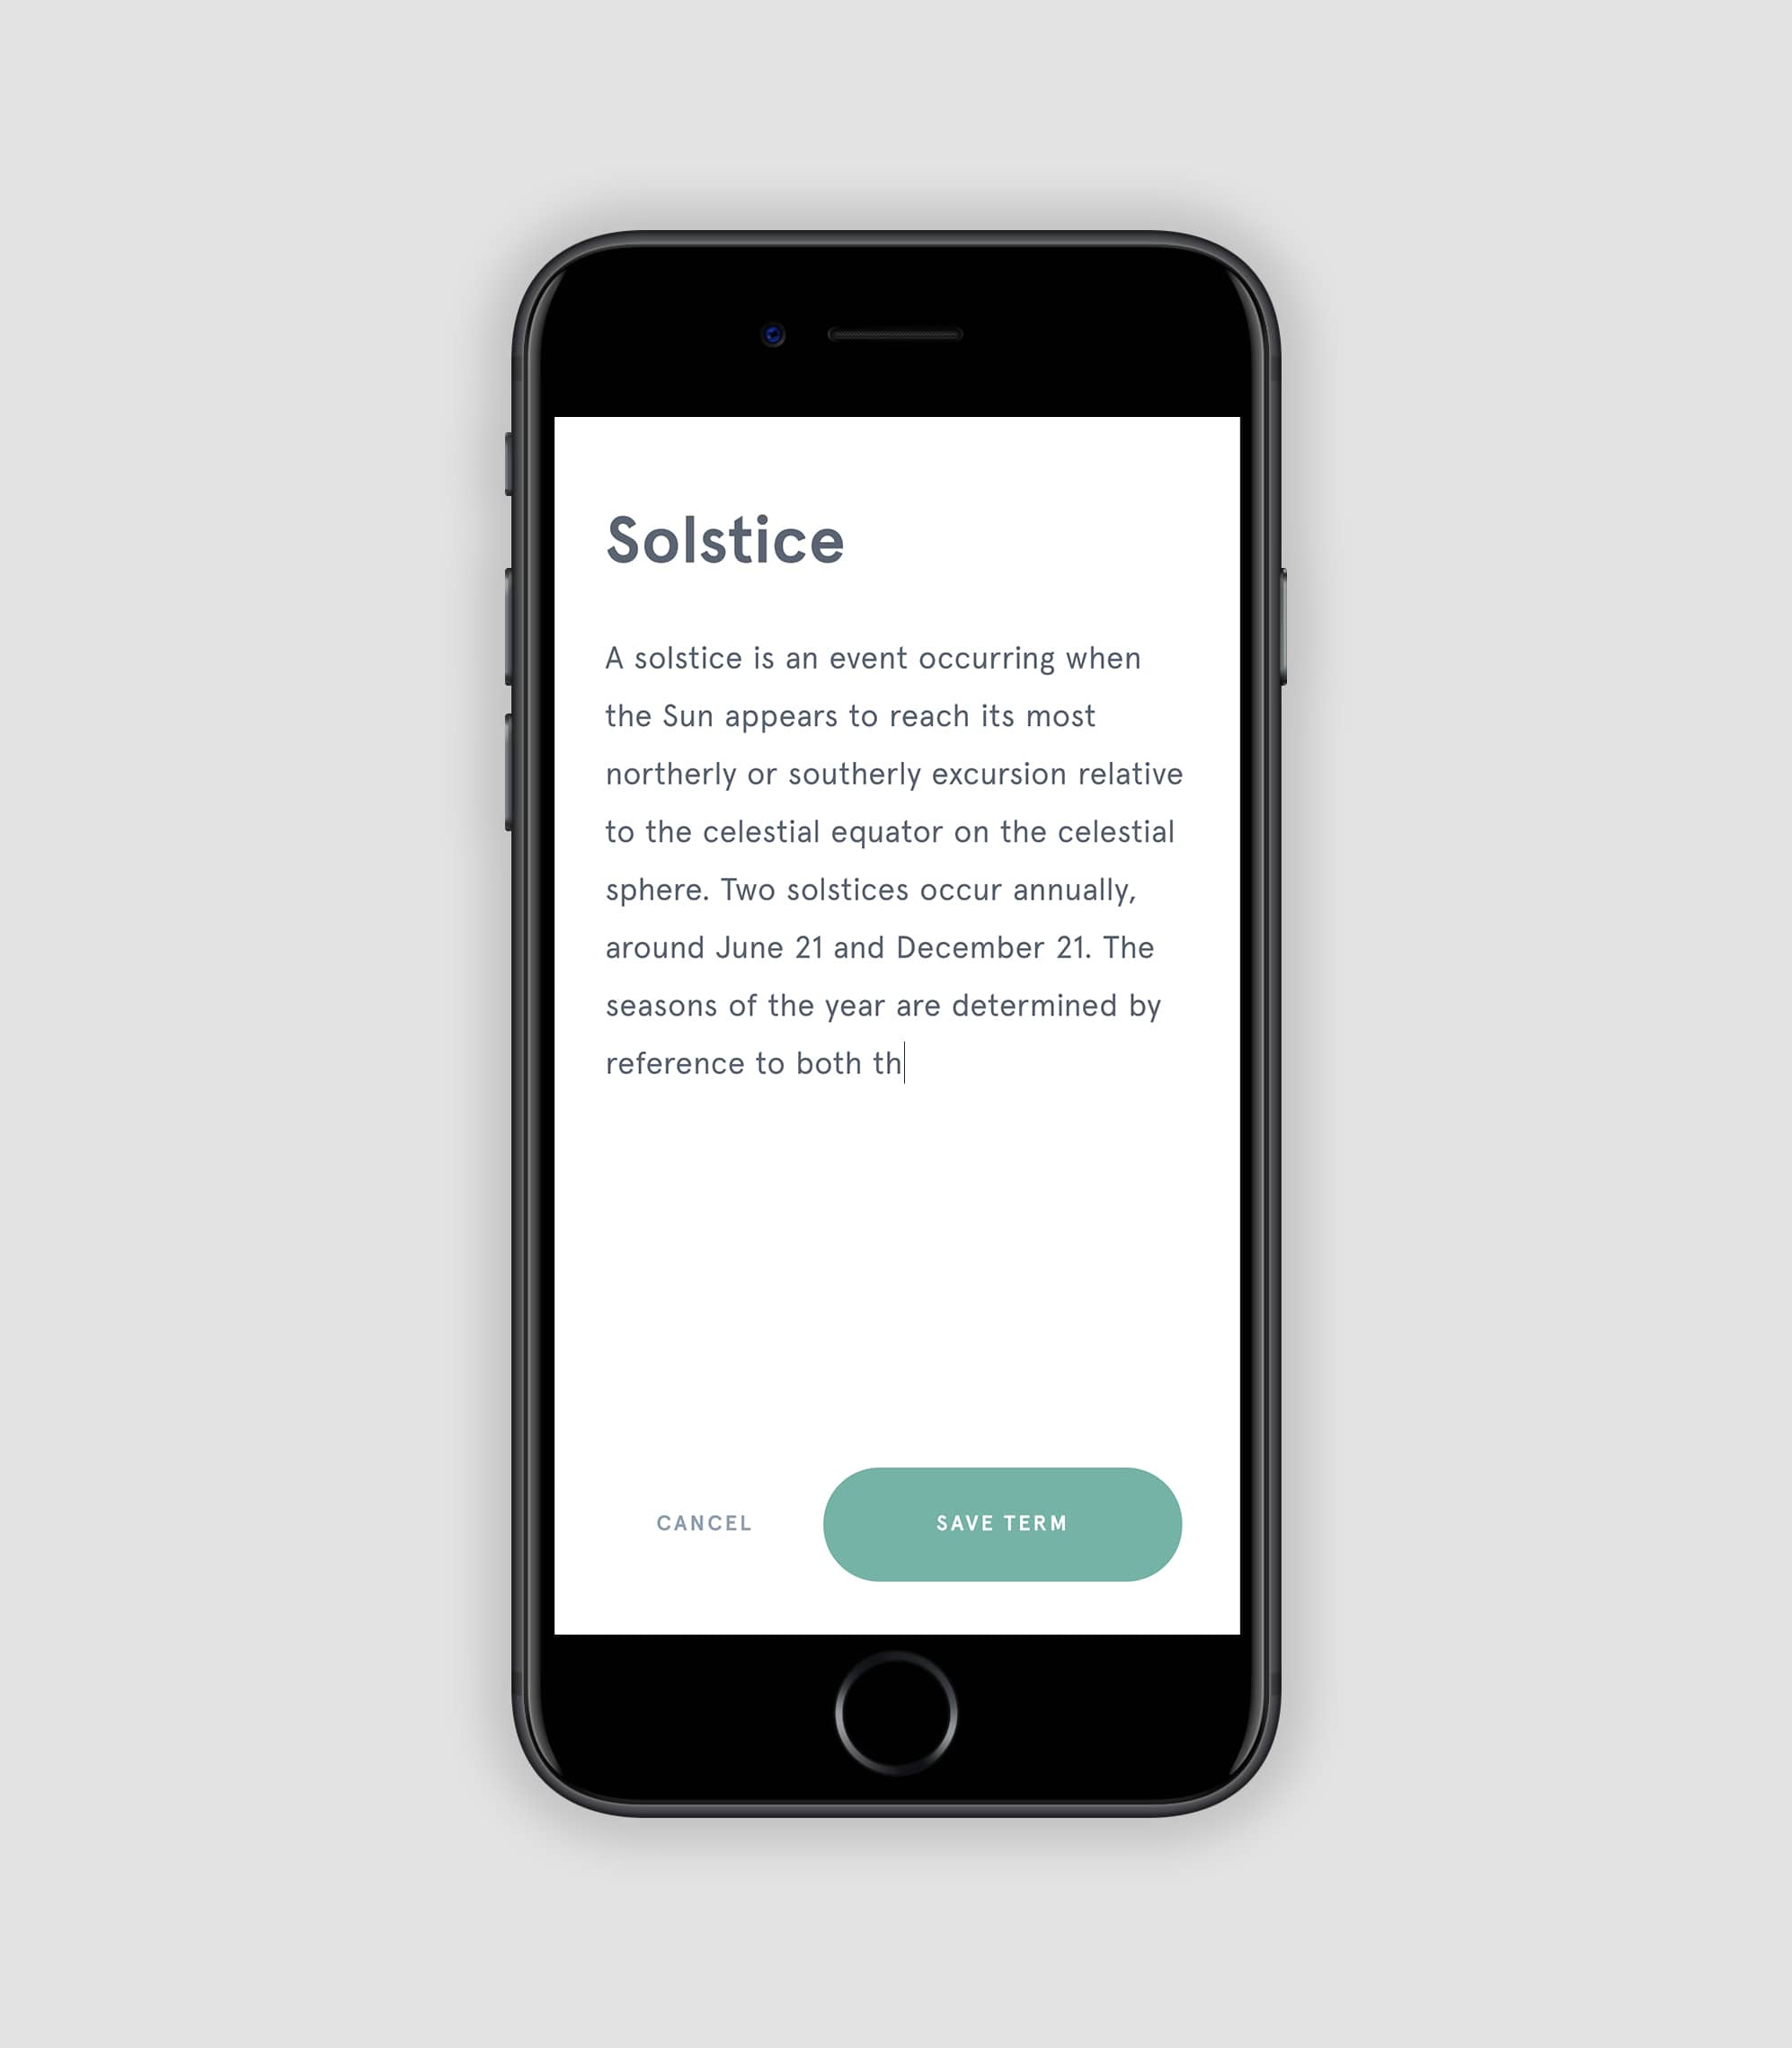 Solstice
A solstice is an event occurring when
the Sun appears to reach its most
northerly or southerly excursion relative
to the celestial equator on the celestial
sphere. Two solstices occur annually,
around June 21 and December 21. The
seasons of the year are determined by
reference to both th
CANCEL
SAVE TERM